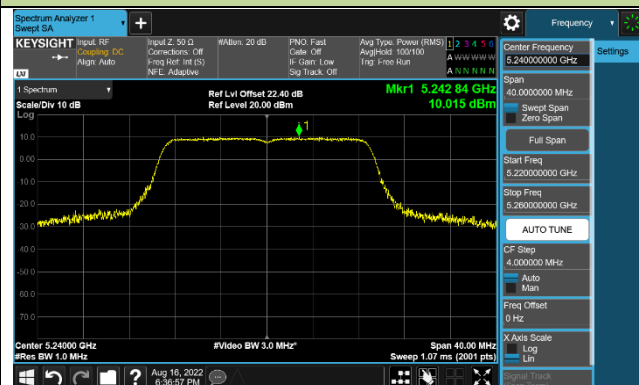 Spectrum Analyzer 1
Swept SA
+
Frequency
KEYSIGHT
Input: RF
Coupling: DC
Align: Auto
Input Z: 50 Ω
Corrections: Off
Freq Ref: Int (S)
NFE: Adaptive
#Atten: 20 dB
PNO: Fast
Gate: Off
IF Gain: Low
Sig Track: Off
Avg Type: Power (RMS)
Avg|Hold: 100/100
Trig: Free Run
1 2 3 4 5 6
A W W W W W
A N N N N N
LXI
1 Spectrum
Scale/Div 10 dB
Ref Lvl Offset 22.40 dB
Ref Level 20.00 dBm
Mkr1 5.242 84 GHz
10.015 dBm
Log
1
10.0
0.00
-10.0
-20.0
-30.0
-40.0
-50.0
-60.0
-70.0
Center 5.24000 GHz
#Res BW 1.0 MHz
#Video BW 3.0 MHz*
Span 40.00 MHz
Sweep 1.07 ms (2001 pts)
?
Aug 16, 2022
6:36:57 PM
Center Frequency
5.240000000 GHz
Settings
Span
40.0000000 MHz
Swept Span
Zero Span
Full Span
Start Freq
5.220000000 GHz
Stop Freq
5.260000000 GHz
AUTO TUNE
CF Step
4.000000 MHz
Auto
Man
Freq Offset
0 Hz
X Axis Scale
Log
Lin
Signal Track